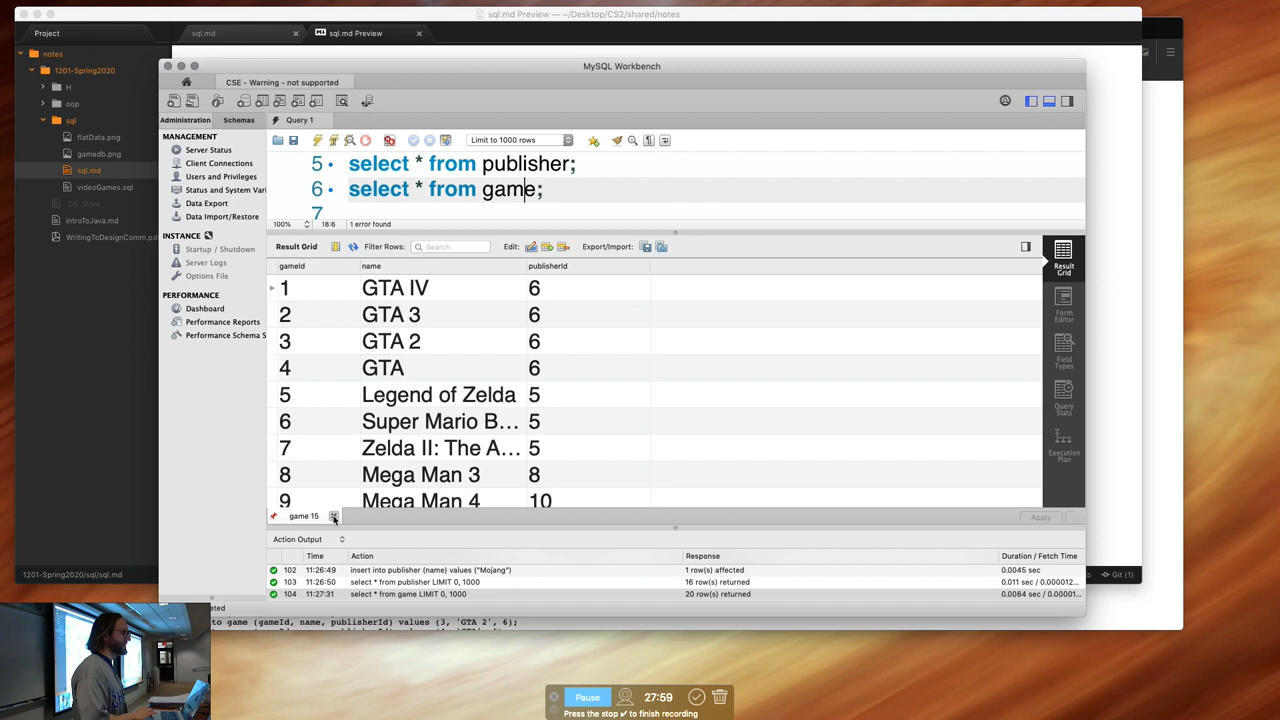 sql.md Preview — ~/Desktop/CS2/shared/notes
Project
sql.md
sql.md Preview
notes
1201-Spring2020
H
oop
sql
flatData.png
gamedb.png
sql.md
videoGames.sql
.DS_Store
introToJava.md
WritingToDesignComm.pd
MySQL Workbench
CSE - Warning - not supported
Administration
Schemas
Query 1
MANAGEMENT
Server Status
Client Connections
Users and Privileges
Status and System Vari
Data Export
Data Import/Restore
INSTANCE
Startup / Shutdown
Server Logs
Options File
PERFORMANCE
Dashboard
Performance Reports
Performance Schema S
Limit to 1000 rows
5 select * from publisher;
6 select * from game;
7
100% 18:6 1 error found
Result Grid Filter Rows: Search Edit: Export/Import:
gameId name publisherId
1 GTA IV 6
2 GTA 3 6
3 GTA 2 6
4 GTA 6
5 Legend of Zelda 5
6 Super Mario B... 5
7 Zelda II: The A... 5
8 Mega Man 3 8
9 Mega Man 4 10
Result Grid
Form Editor
Field Types
Query Stats
Execution Plan
game 15
Apply
Action Output
Time Action Response Duration / Fetch Time
102 11:26:49 insert into publisher (name) values ("Mojang") 1 row(s) affected 0.0045 sec
103 11:26:50 select * from publisher LIMIT 0, 1000 16 row(s) returned 0.011 sec / 0.000012...
104 11:27:31 select * from game LIMIT 0, 1000 20 row(s) returned 0.0084 sec / 0.00001...
1201-Spring2020/sql/sql.md
Git (1)
to game (gameId, name, publisherId) values (3, 'GTA 2', 6);
Pause
27:59
Press the stop ✔ to finish recording